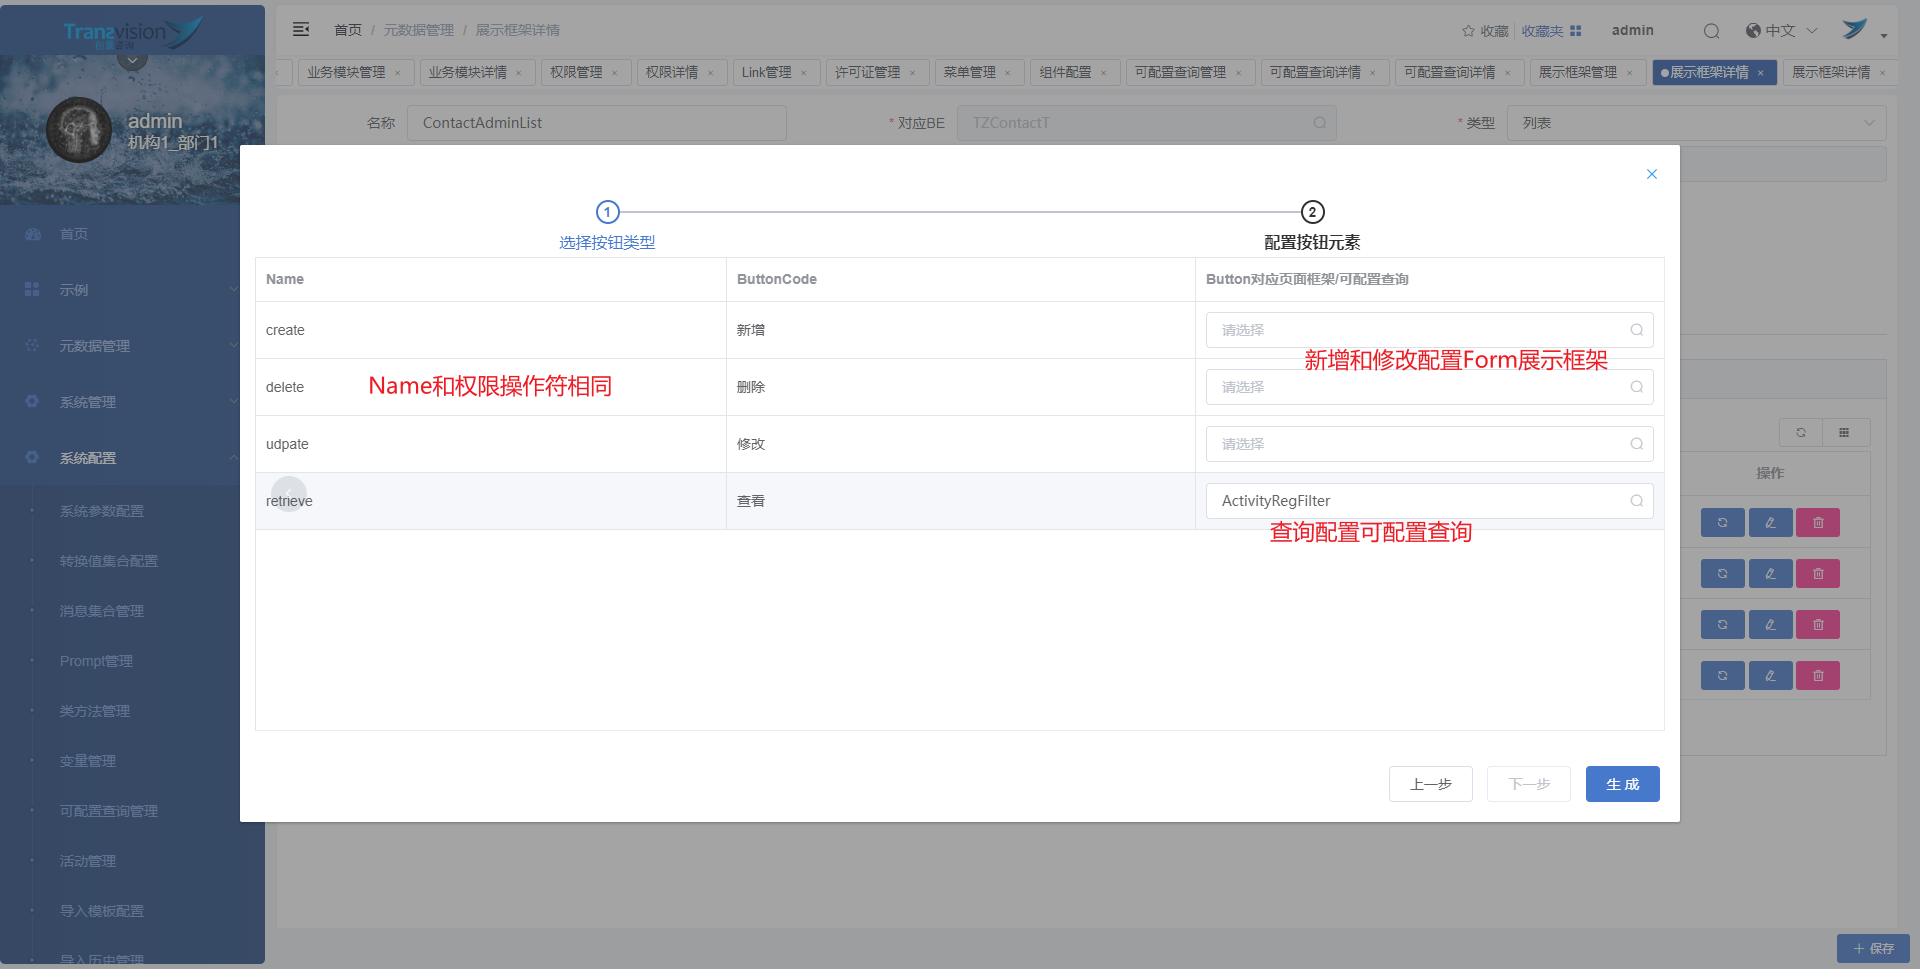 Tranzvision
创景咨询
首页 / 元数据管理 / 展示框架详情
收藏 收藏夹 admin 中文
业务模块管理 × 业务模块详情 × 权限管理 × 权限详情 × Link管理 × 许可证管理 × 菜单管理 × 组件配置 × 可配置查询管理 × 可配置查询详情 × 可配置查询详情 × 展示框架管理 × 展示框架详情 × 展示框架详情 ×
名称 ContactAdminList * 对应BE TZContactT * 类型 列表
admin
机构1_部门1
首页
示例
元数据管理
系统管理
系统配置
系统参数配置
转换值集合配置
消息集合管理
Prompt管理
类方法管理
变量管理
可配置查询管理
活动管理
导入模板配置
导入历史管理
1 2
选择按钮类型 配置按钮元素
Name ButtonCode Button对应页面框架/可配置查询
create 新增 请选择
新增和修改配置Form展示框架
delete Name和权限操作符相同 删除 请选择
udpate 修改 请选择
retrieve 查看 ActivityRegFilter
查询配置可配置查询
上一步 下一步 生成
操作
+ 保存